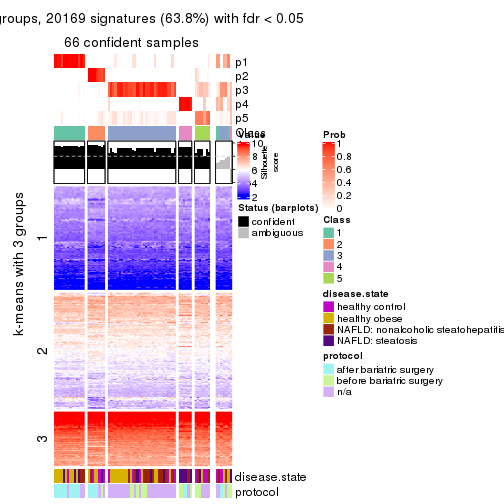 groups, 20169 signatures (63.8%) with fdr < 0.05
66 confident samples
p1
p2
p3
p4
p5
Class
k-means with 3 groups
1
2
3
disease.state
protocol
Value
10
8
6
4
2
Silhouette
score
Status (barplots)
confident
ambiguous
Prob
1
0.8
0.6
0.4
0.2
0
Class
1
2
3
4
5
disease.state
healthy control
healthy obese
NAFLD: nonalcoholic steatohepatitis
NAFLD: steatosis
protocol
after bariatric surgery
before bariatric surgery
n/a